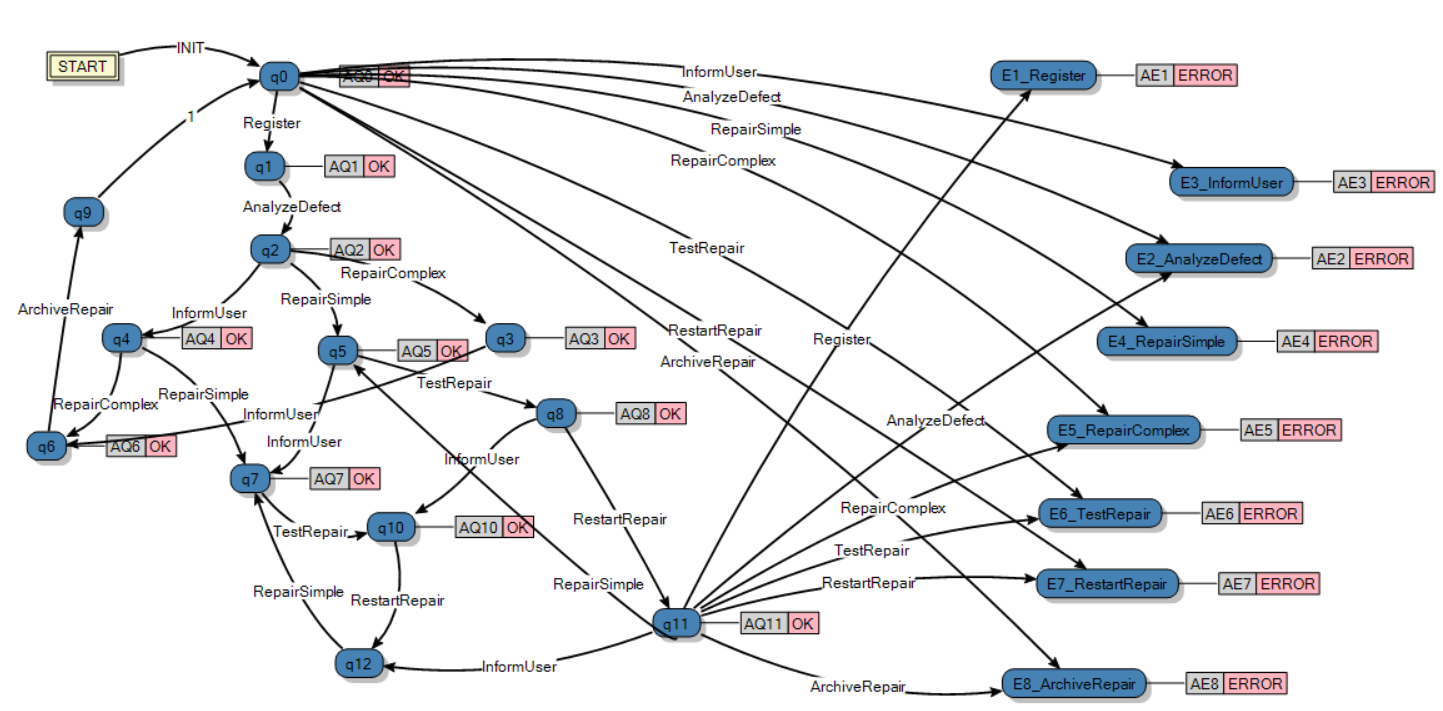 START
INIT
q0
AQ0 OK
InformUser
AnalyzeDefect
RepairSimple
RepairComplex
E1_Register
AE1 ERROR
Register
1
q1
AQ1 OK
E3_InformUser
AE3 ERROR
AnalyzeDefect
q9
q2
AQ2 OK
TestRepair
E2_AnalyzeDefect
AE2 ERROR
RepairComplex
RepairSimple
ArchiveRepair
InformUser
RestartRepair
Register
q4
AQ4 OK
q5
AQ5 OK
q3
AQ3 OK
E4_RepairSimple
AE4 ERROR
ArchiveRepair
TestRepair
RepairComplex
RepairSimple
InformUser
q8
AQ8 OK
AnalyzeDefect
E5_RepairComplex
AE5 ERROR
q6
AQ6 OK
InformUser
InformUser
q7
AQ7 OK
RepairComplex
TestRepair
q10
AQ10 OK
RestartRepair
E6_TestRepair
AE6 ERROR
TestRepair
RepairSimple
RestartRepair
RepairSimple
RestartRepair
E7_RestartRepair
AE7 ERROR
q11
AQ11 OK
q12
InformUser
ArchiveRepair
E8_ArchiveRepair
AE8 ERROR